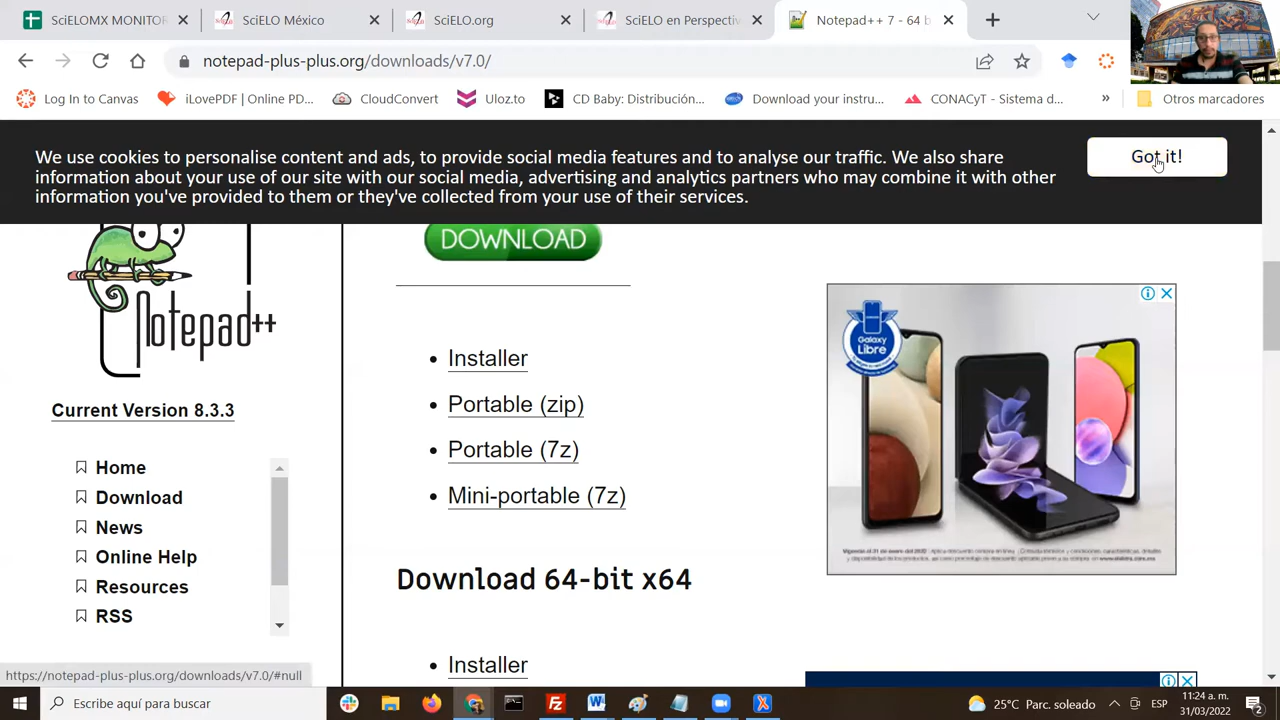 SciELOMX MONITOR
SciELO México
SciELO.org
SciELO en Perspectiv
Notepad++ 7 - 64 b
notepad-plus-plus.org/downloads/v7.0/
Log In to Canvas
iLovePDF | Online PD...
CloudConvert
Uloz.to
CD Baby: Distribución...
Download your instru...
CONACyT - Sistema d...
»
Otros marcadores
We use cookies to personalise content and ads, to provide social media features and to analyse our traffic. We also share
information about your use of our site with our social media, advertising and analytics partners who may combine it with other
information you've provided to them or they've collected from your use of their services.
Got it!
DOWNLOAD
Notepad++
Current Version 8.3.3
Home
Download
News
Online Help
Resources
RSS
Installer
Portable (zip)
Portable (7z)
Mini-portable (7z)
Download 64-bit x64
Installer
Galaxy
Libre
https://notepad-plus-plus.org/downloads/v7.0/#null
Escribe aquí para buscar
25°C Parc. soleado
ESP
11:24 a. m.
31/03/2022
2